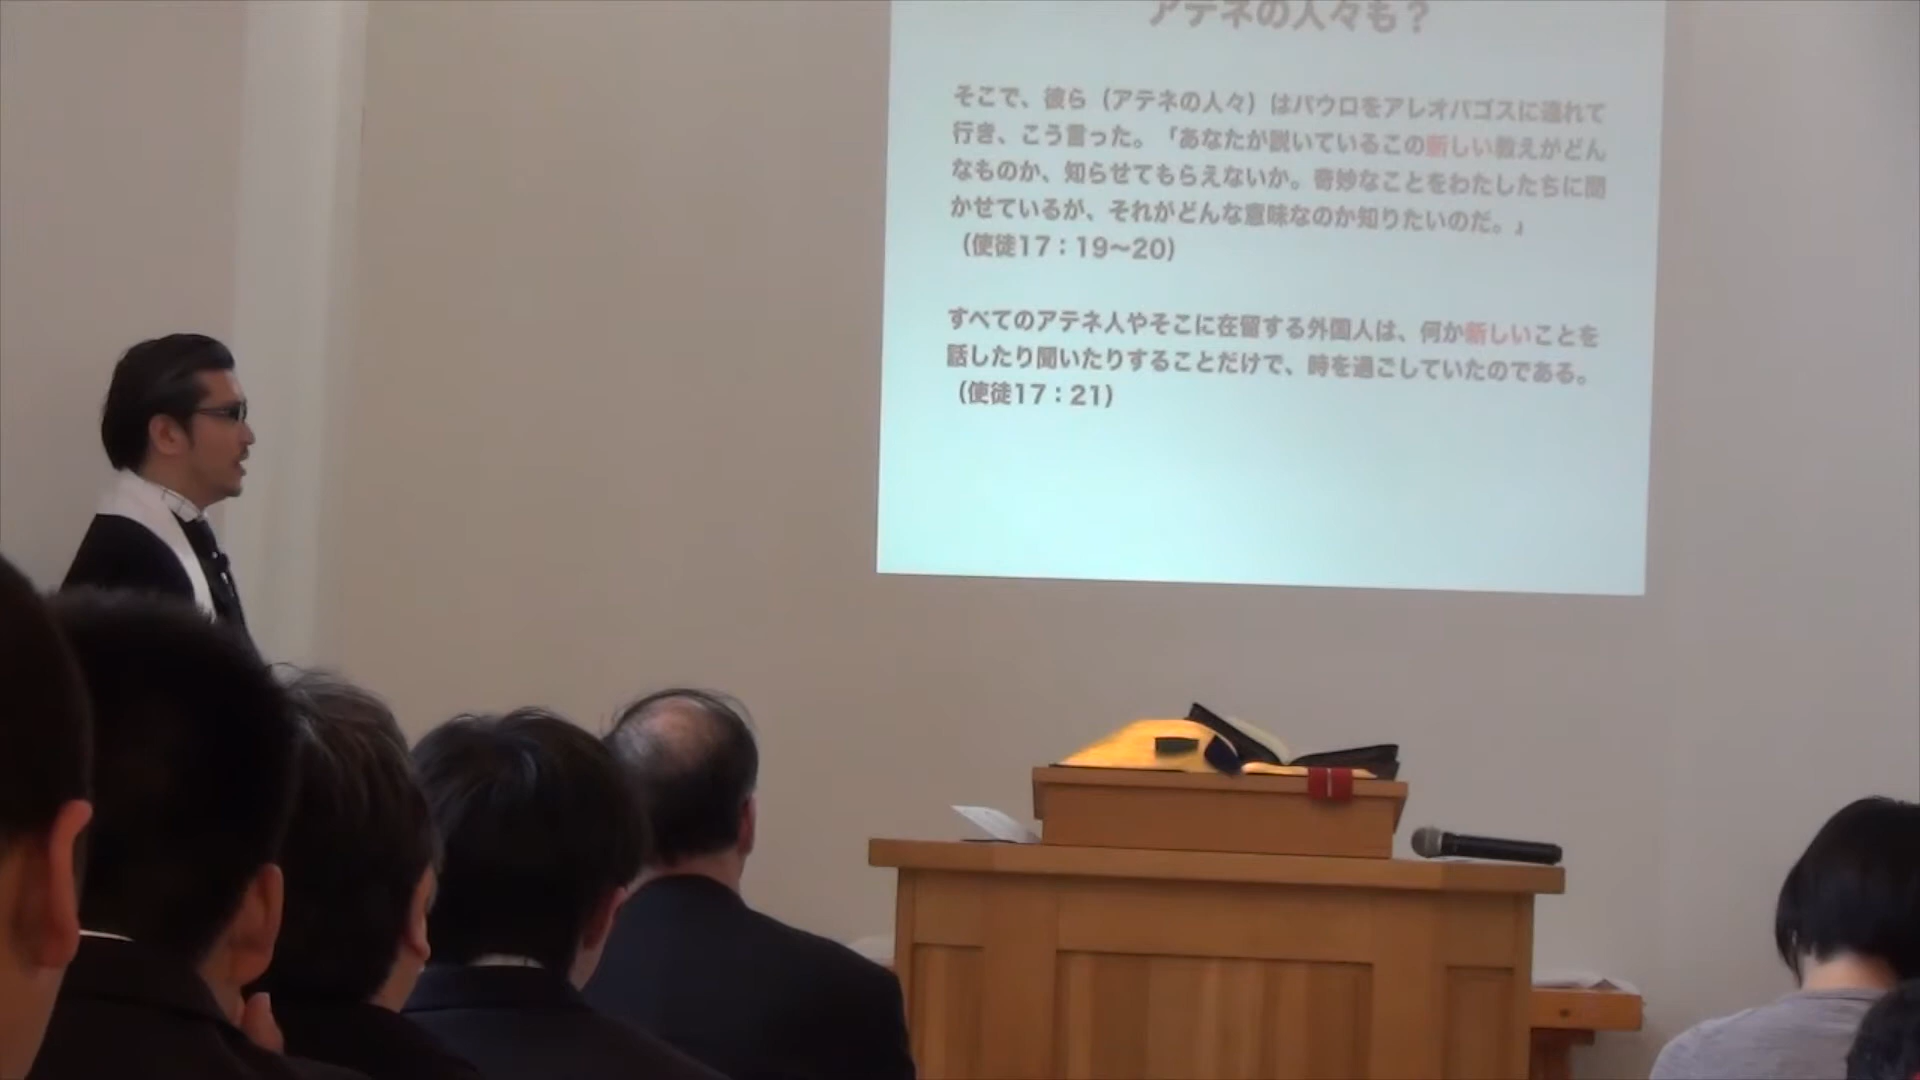 アテネの人々も？
そこで、彼ら（アテネの人々）はパウロをアレオパゴスに連れて
行き、こう言った。「あなたが説いているこの新しい教えがどん
なものか、知らせてもらえないか。奇妙なことをわたしたちに聞
かせているが、それがどんな意味なのか知りたいのだ。」
（使徒17：19〜20）
すべてのアテネ人やそこに在留する外国人は、何か新しいことを
話したり聞いたりすることだけで、時を過ごしていたのである。
（使徒17：21）